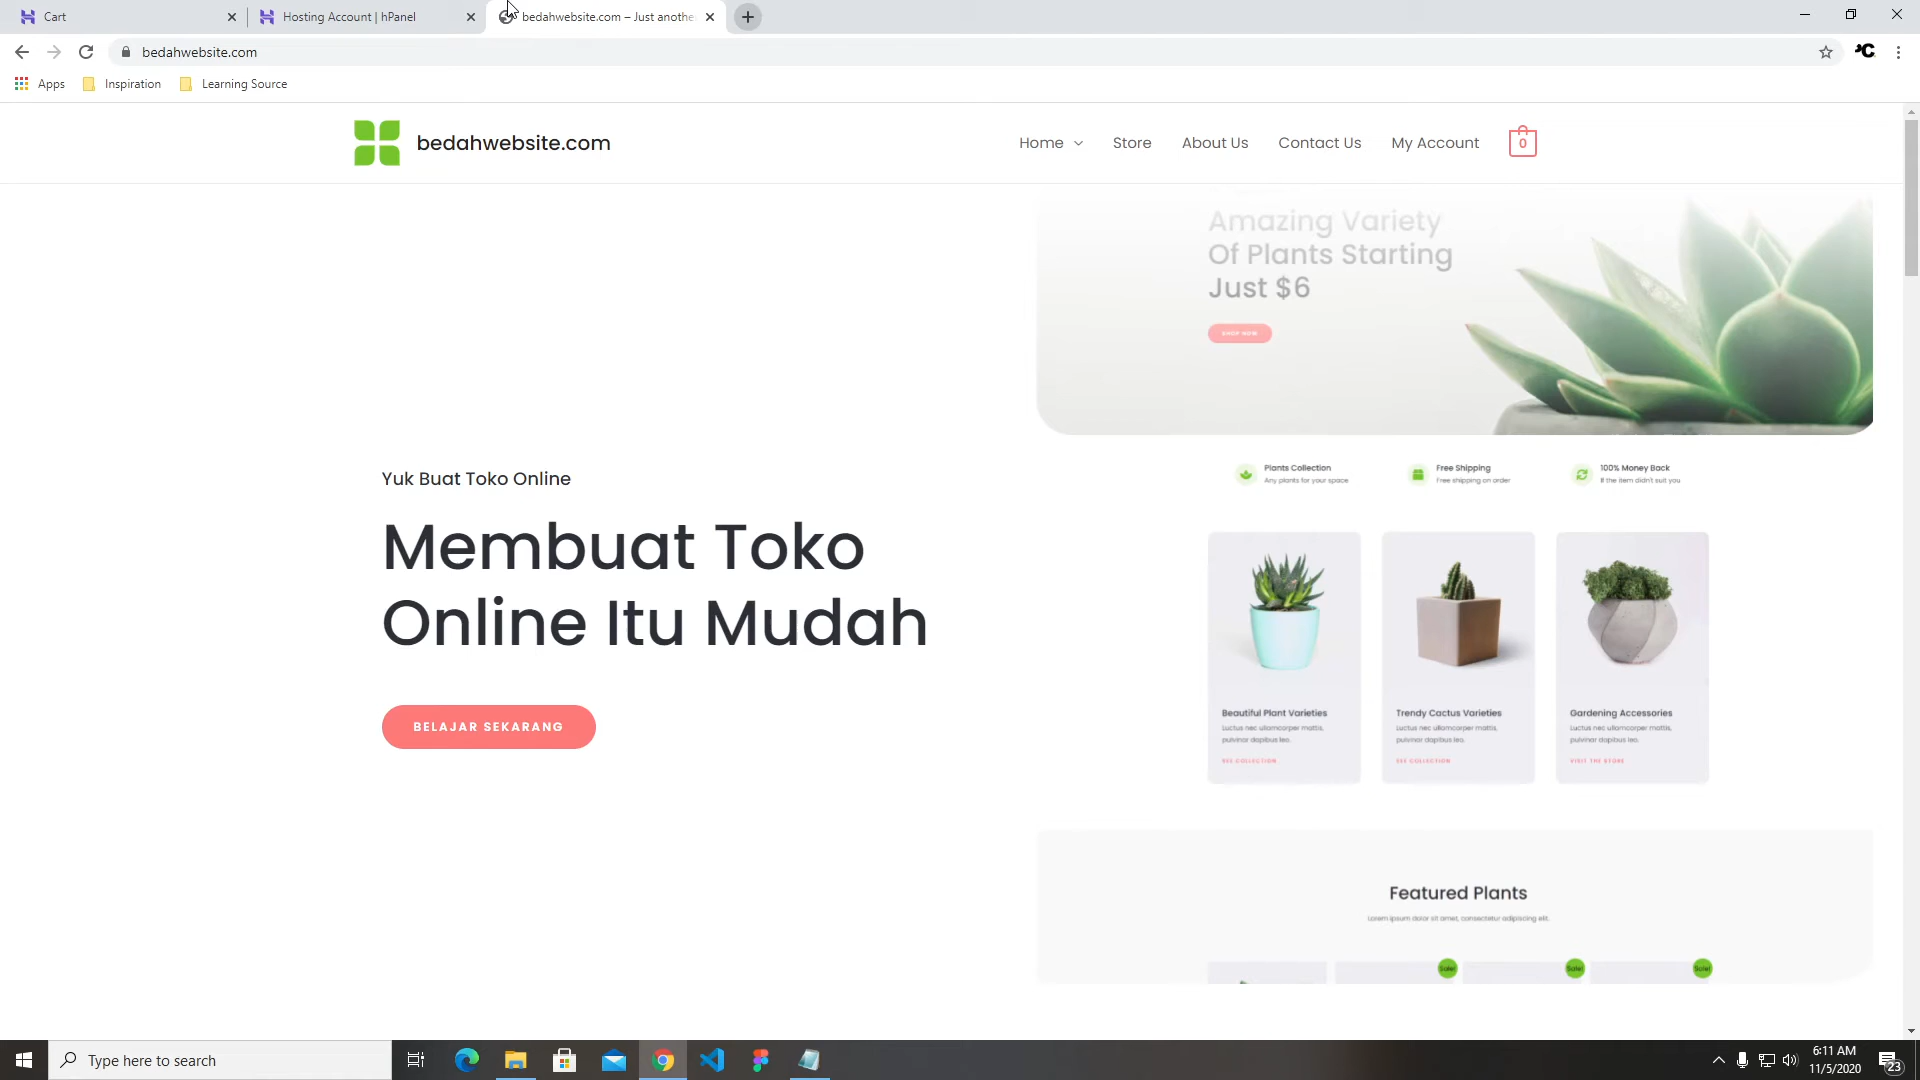 Cart
Hosting Account | hPanel
bedahwebsite.com – Just anothe
bedahwebsite.com
Apps
Inspiration
Learning Source
bedahwebsite.com
Home
Store
About Us
Contact Us
My Account
0
Amazing Variety
Of Plants Starting
Just $6
SHOP NOW
Plants Collection
Any plants for your space
Free Shipping
Free shipping on order
100% Money Back
If the item didn't suit you
Yuk Buat Toko Online
Membuat Toko
Online Itu Mudah
BELAJAR SEKARANG
Beautiful Plant Varieties
Luctus nec ullamcorper mattis,
pulvinar dapibus leo.
SEE COLLECTION
Trendy Cactus Varieties
Luctus nec ullamcorper mattis,
pulvinar dapibus leo.
SEE COLLECTION
Gardening Accessories
Luctus nec ullamcorper mattis,
pulvinar dapibus leo.
VISIT THE STORE
Featured Plants
Lorem ipsum dolor sit amet, consectetur adipiscing elit.
Sale!
Sale!
Sale!
Type here to search
6:11 AM
11/5/2020
23